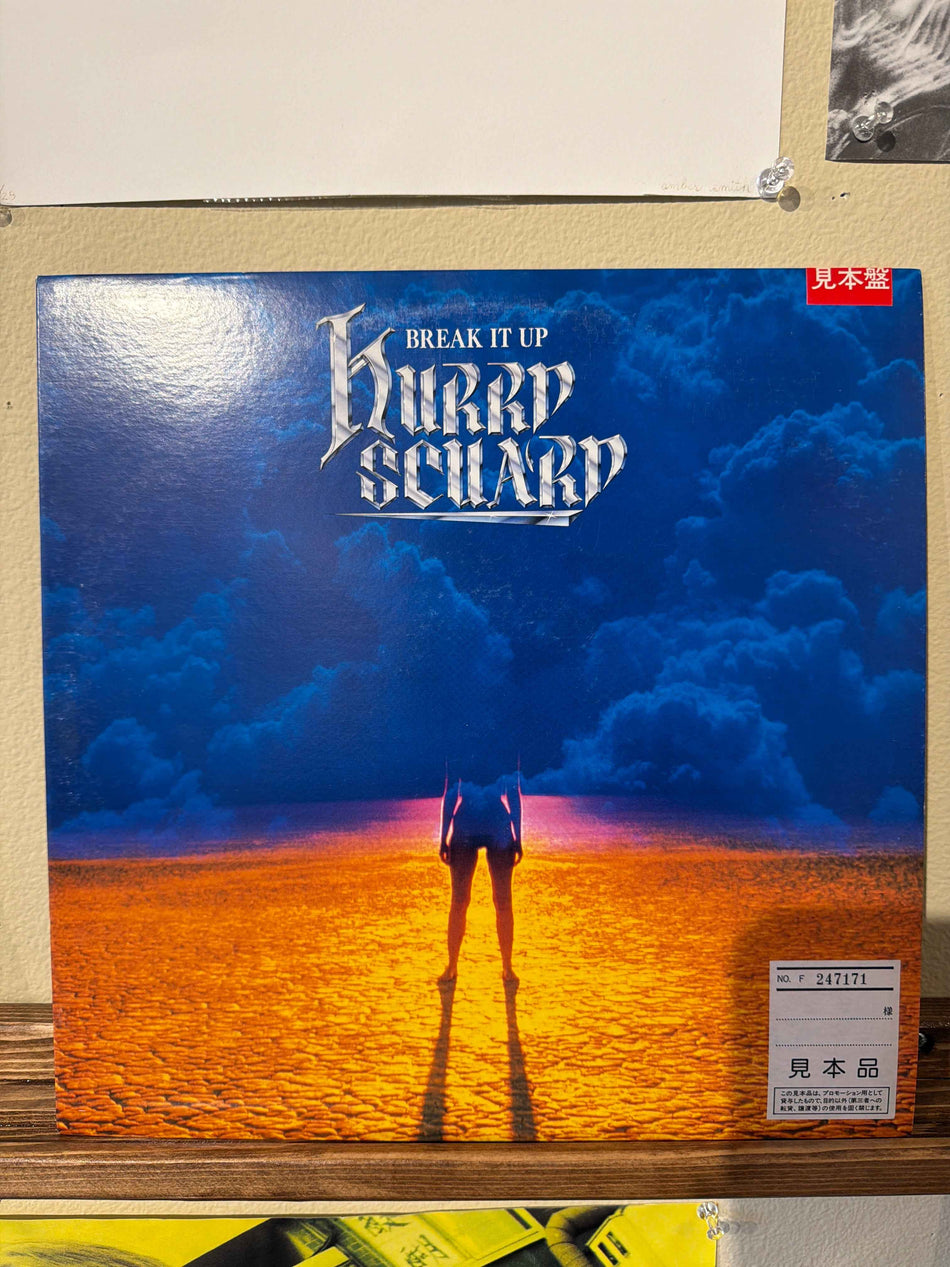 amber smith
見本盤
BREAK IT UP
HURRY
SCUARY
NO. F 247171
様
見本品
この見本品は、プロモーション用として
貸与したもので、目的以外(第三者への
転貸、譲渡等)の使用を固く禁じます。